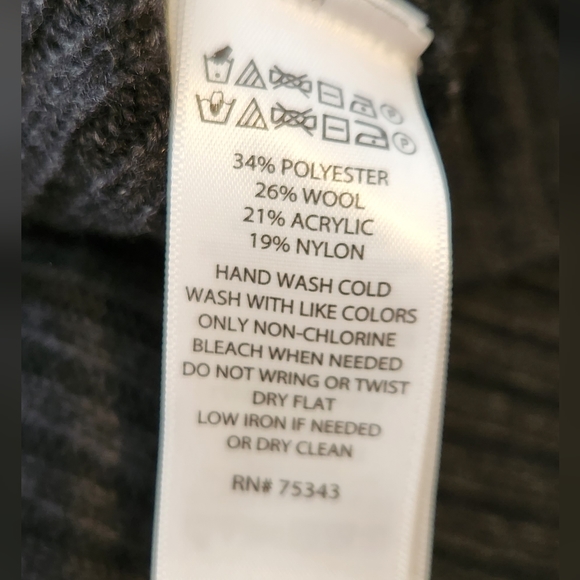 34% POLYESTER
26% WOOL
21% ACRYLIC
19% NYLON
HAND WASH COLD
WASH WITH LIKE COLORS
ONLY NON-CHLORINE
BLEACH WHEN NEEDED
DO NOT WRING OR TWIST
DRY FLAT
LOW IRON IF NEEDED
OR DRY CLEAN
RN# 75343